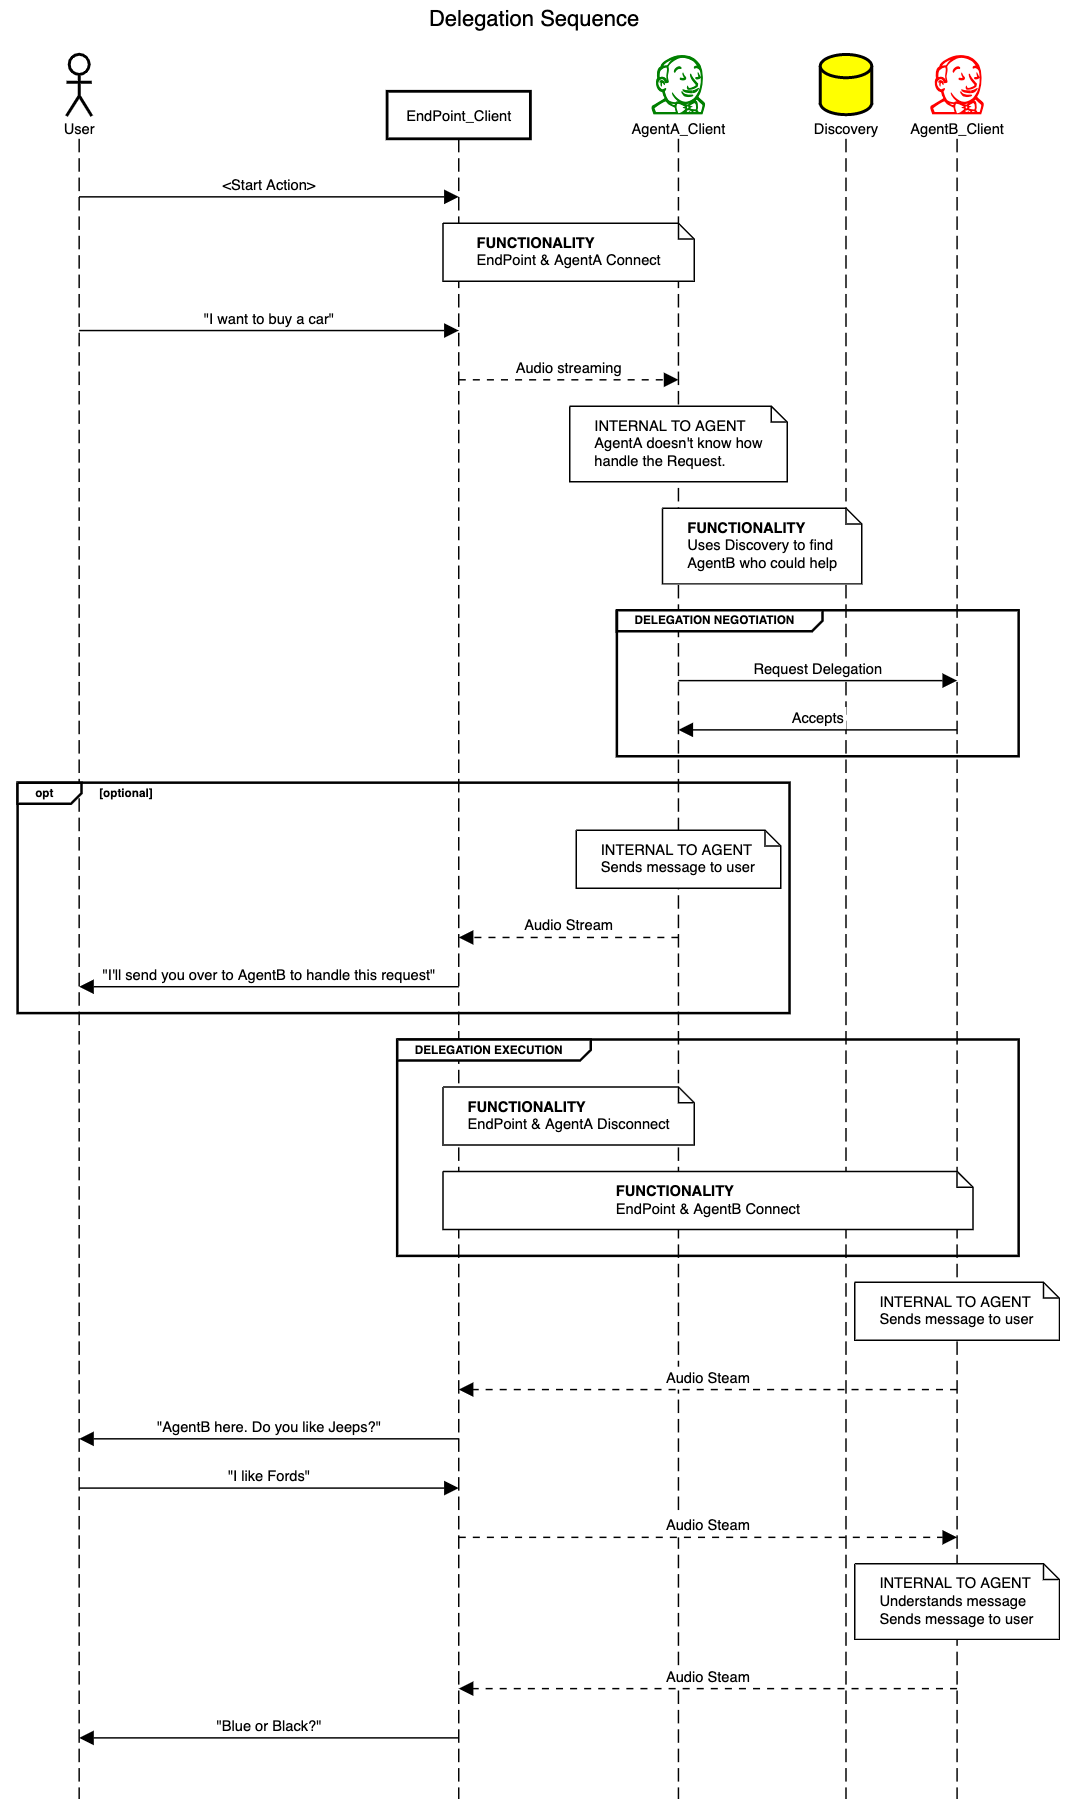 Delegation Sequence
User
EndPoint_Client
AgentA_Client
Discovery
AgentB_Client
<Start Action>
FUNCTIONALITY
EndPoint & AgentA Connect
"I want to buy a car"
Audio streaming
INTERNAL TO AGENT
AgentA doesn't know how
handle the Request.
FUNCTIONALITY
Uses Discovery to find
AgentB who could help
DELEGATION NEGOTIATION
Request Delegation
Accepts
opt
[optional]
INTERNAL TO AGENT
Sends message to user
Audio Stream
"I'll send you over to AgentB to handle this request"
DELEGATION EXECUTION
FUNCTIONALITY
EndPoint & AgentA Disconnect
FUNCTIONALITY
EndPoint & AgentB Connect
INTERNAL TO AGENT
Sends message to user
Audio Steam
"AgentB here. Do you like Jeeps?"
"I like Fords"
Audio Steam
INTERNAL TO AGENT
Understands message
Sends message to user
Audio Steam
"Blue or Black?"